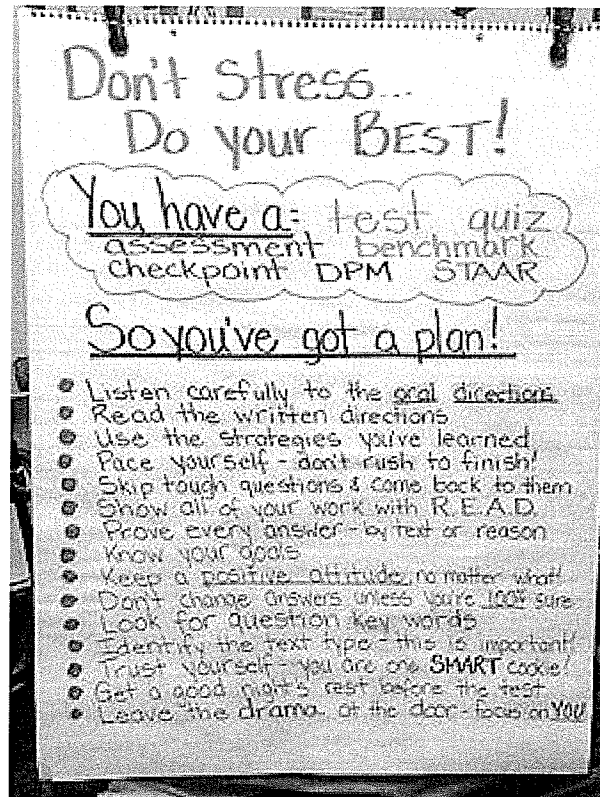 Don't Stress...
Do your BEST!
You have a: test quiz
assessment benchmark
checkpoint DPM STAAR
So you've got a plan!
• Listen carefully to the oral directions
• Read the written directions
• Use the strategies you've learned
• Pace yourself - don't rush to finish!
• Skip tough questions & come back to them
• Show all of your work with R.E.A.D.
• Prove every answer - by text or reason
• Know your goals
• Keep a positive attitude no matter what!
• Don't change answers unless you're 100% sure
• Look for question key words
• Identify the text type - this is important!
• Trust yourself - you are one SMART cookie!
• Get a good night's rest before the test
• Leave the drama at the door - focus on YOU